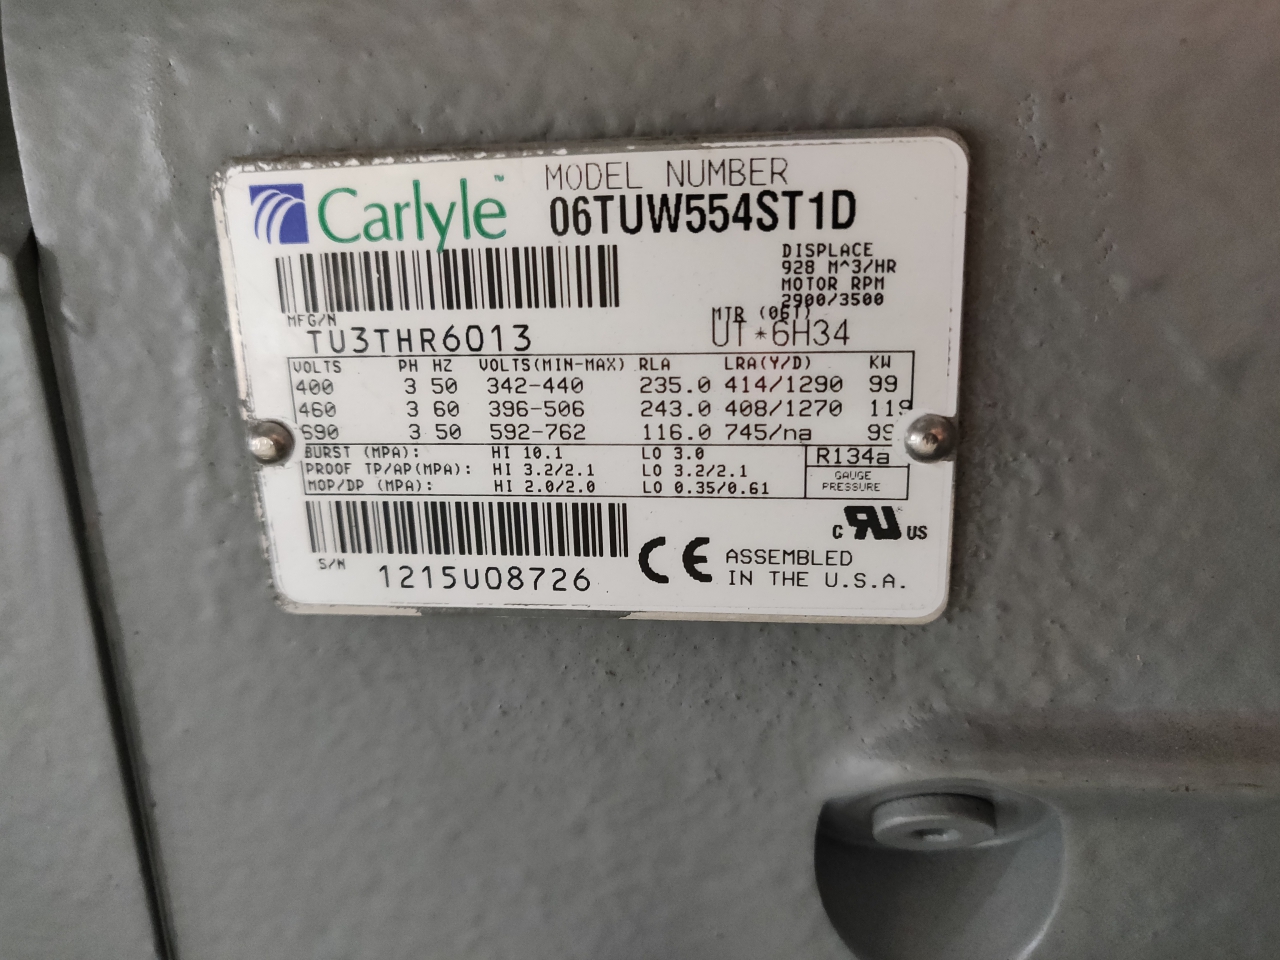 Carlyle™
MODEL NUMBER
06TUW554ST1D
DISPLACE
928 M^3/HR
MOTOR RPM
2900/3500
MFG/N
TU3THR6013
MTR (06T)
UT*6H34
VOLTS PH HZ VOLTS(MIN-MAX) RLA LRA(Y/D) KW
400 3 50 342-440 235.0 414/1290 99
460 3 60 396-506 243.0 408/1270 119
690 3 50 592-762 116.0 745/na 99
BURST (MPA): HI 10.1 LO 3.0
PROOF TP/AP(MPA): HI 3.2/2.1 LO 3.2/2.1
MOP/DP (MPA): HI 2.0/2.0 LO 0.35/0.61
R134a
GAUGE
PRESSURE
C RU US
S/N
1215U08726
CE
ASSEMBLED
IN THE U.S.A.